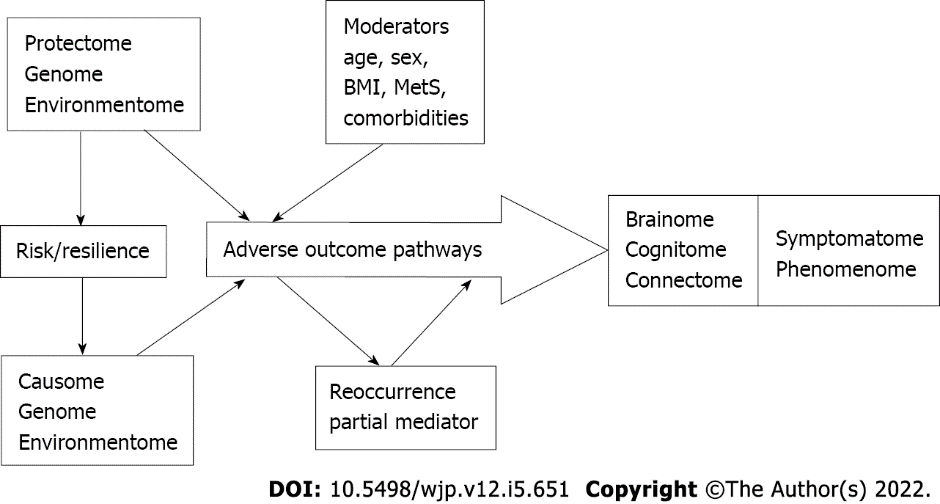 Protectome
Genome
Environmentome
Moderators
age, sex,
BMI, MetS,
comorbidities
Risk/resilience
Adverse outcome pathways
Brainome
Cognitome
Connectome
Symptomatome
Phenomenome
Causome
Genome
Environmentome
Reoccurrence
partial mediator
DOI: 10.5498/wjp.v12.i5.651 Copyright ©The Author(s) 2022.